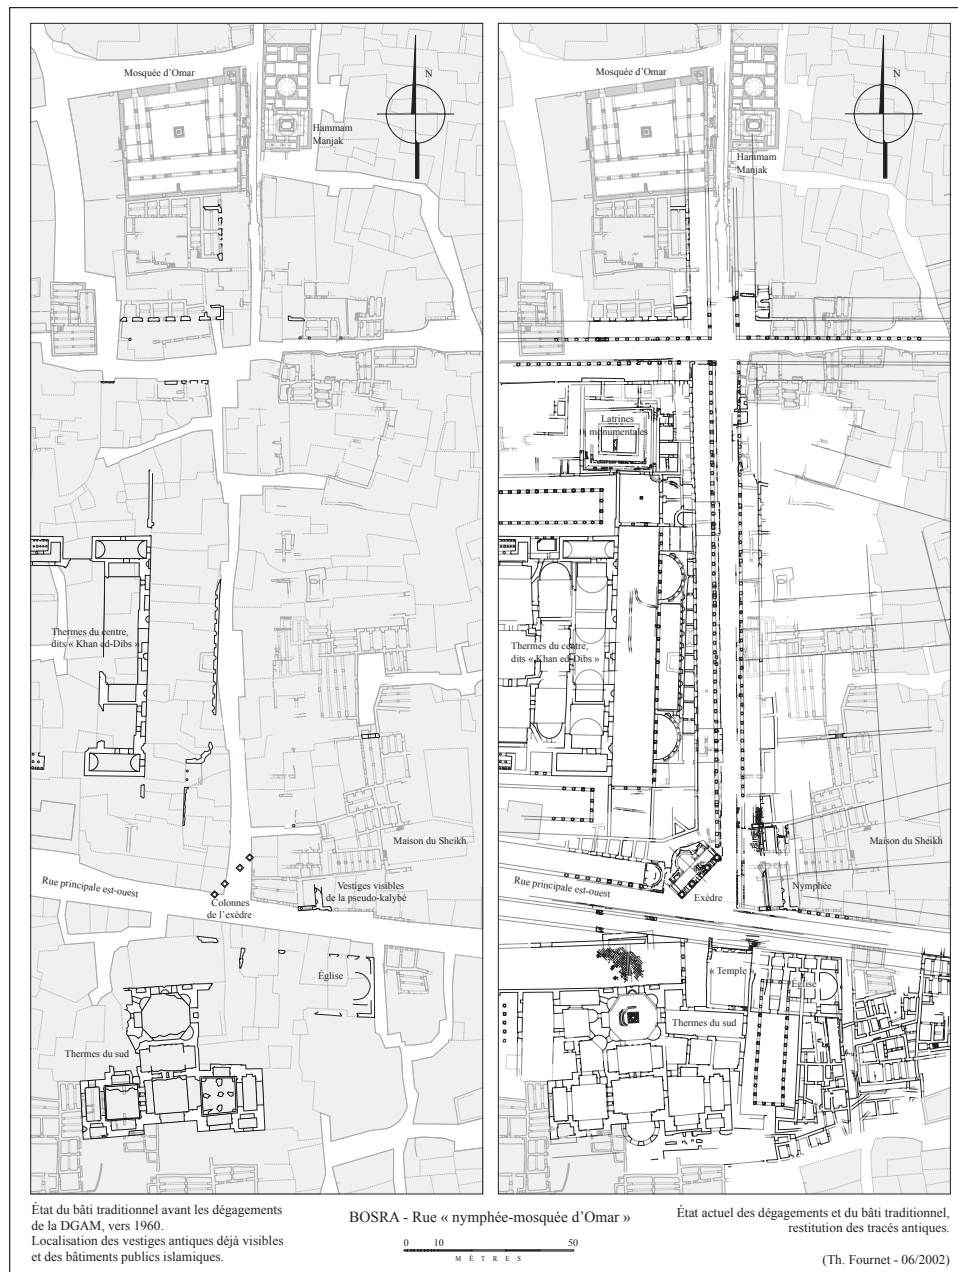 Mosquée d’Omar
N
Hammam
Manjak
Thermes du centre,
dits « Khan ed-Dibs »
Maison du Sheikh
Rue principale est-ouest
Colonnes
de l’exèdre
Vestiges visibles
de la pseudo-kalybé
Église
Thermes du sud
Mosquée d’Omar
N
Hammam
Manjak
Latrines
monumentales
Thermes du centre,
dits « Khan ed-Dibs »
Maison du Sheikh
Rue principale est-ouest
Exèdre
Nymphée
« Temple »
Église
Thermes du sud
État du bâti traditionnel avant les dégagements
de la DGAM, vers 1960.
Localisation des vestiges antiques déjà visibles
et des bâtiments publics islamiques.
BOSRA - Rue « nymphée-mosquée d’Omar »
0 10 50
MÈTRES
État actuel des dégagements et du bâti traditionnel,
restitution des tracés antiques.
(Th. Fournet - 06/2002)